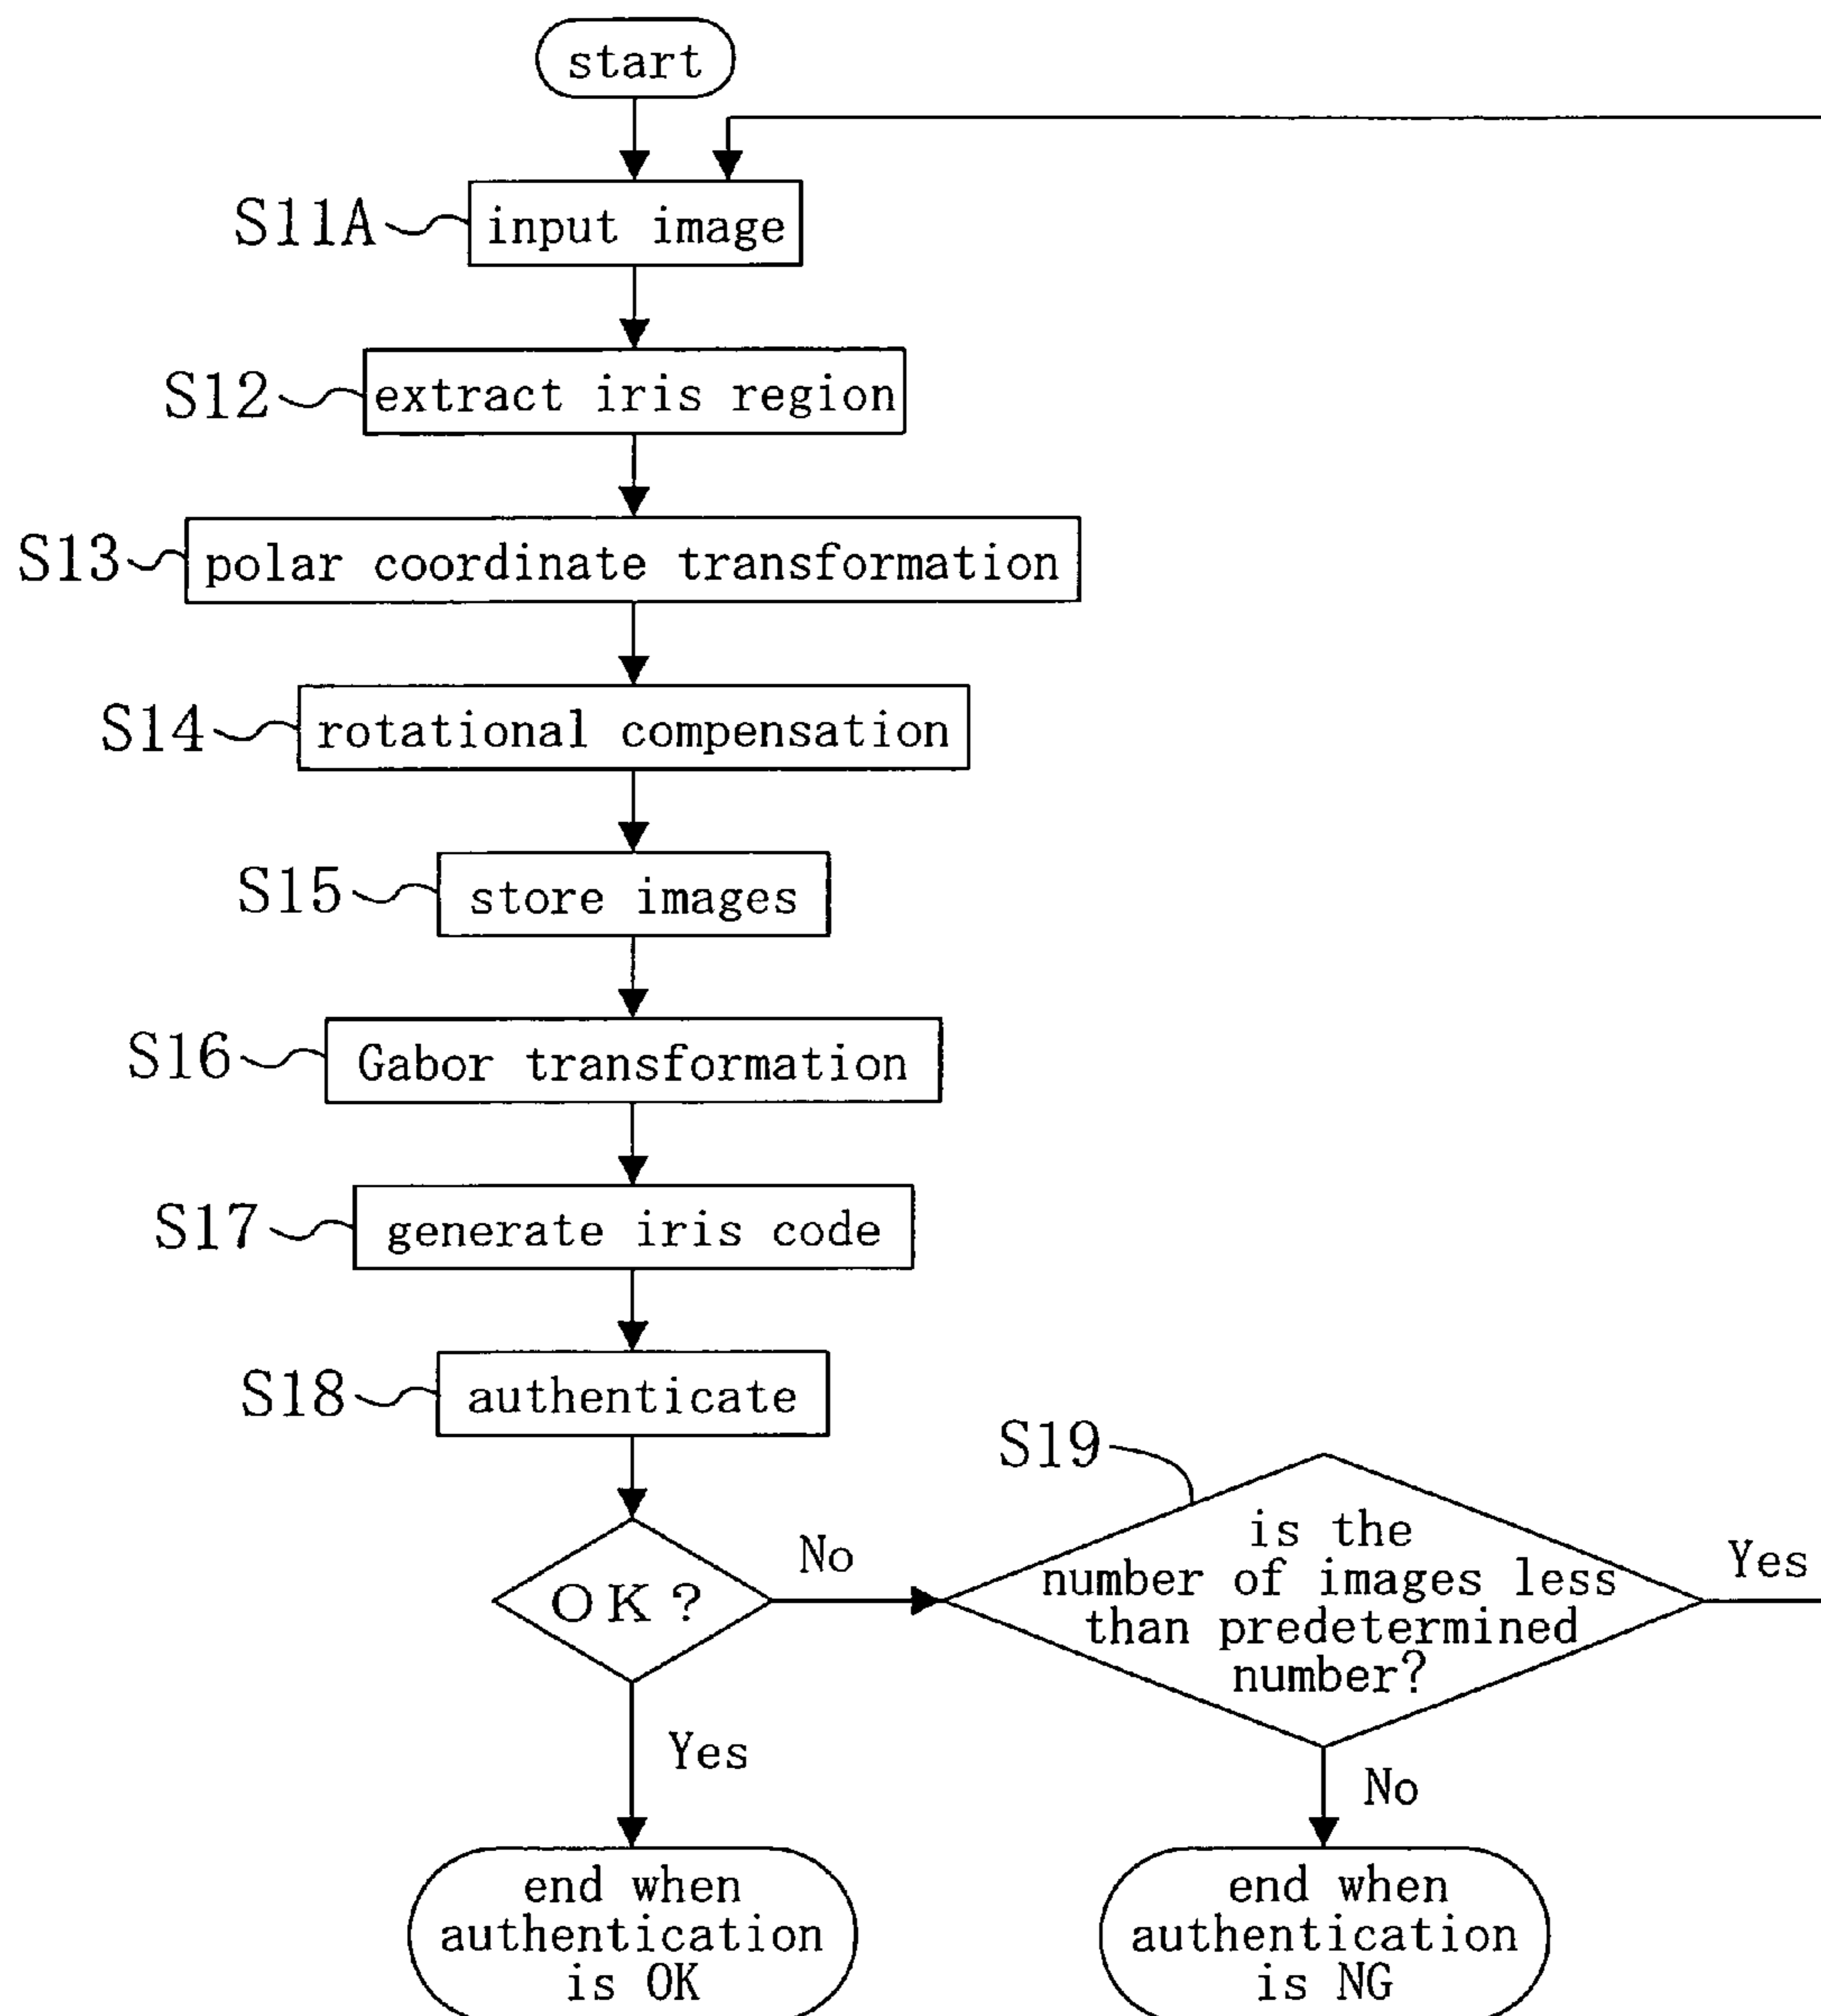 start
S11A
input image
S12
extract iris region
S13
polar coordinate transformation
S14
rotational compensation
S15
store images
S16
Gabor transformation
S17
generate iris code
S18
authenticate
S19
OK?
No
is the
number of images less
than predetermined
number?
Yes
Yes
No
end when
authentication
is OK
end when
authentication
is NG